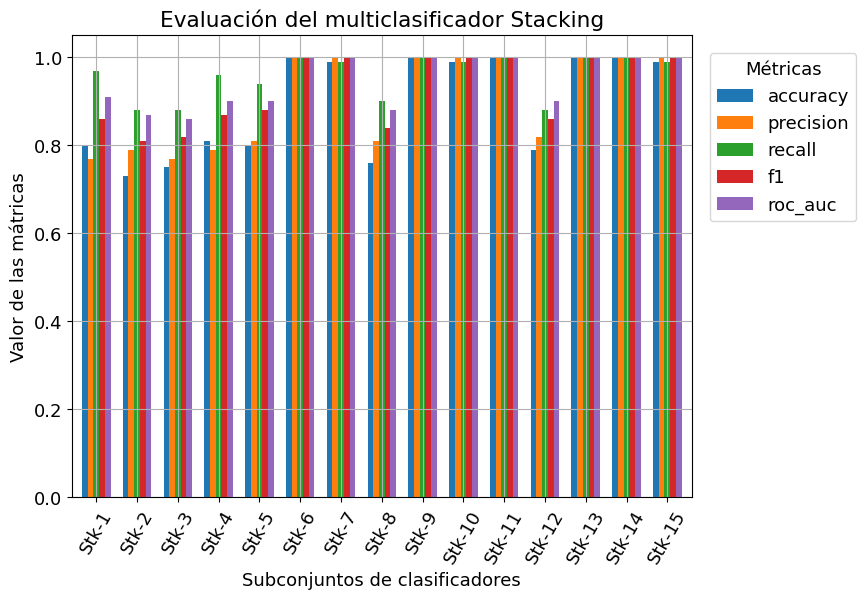 Evaluación del multiclasificador Stacking
Valor de las mátricas
1.0
0.8
0.6
0.4
0.2
0.0
Stk-1
Stk-2
Stk-3
Stk-4
Stk-5
Stk-6
Stk-7
Stk-8
Stk-9
Stk-10
Stk-11
Stk-12
Stk-13
Stk-14
Stk-15
Subconjuntos de clasificadores
Métricas
accuracy
precision
recall
f1
roc_auc